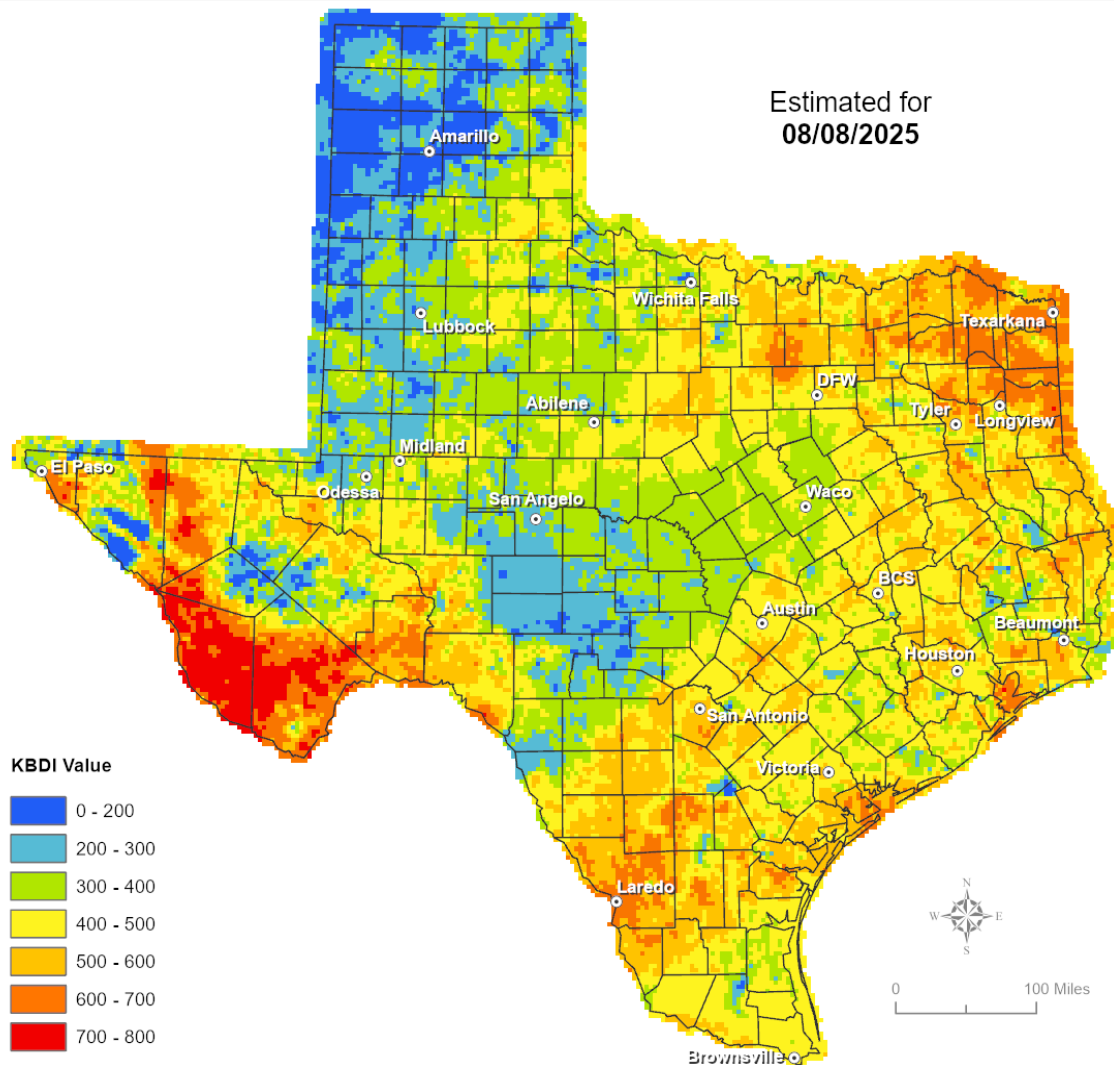 Estimated for
08/08/2025
Amarillo
Wichita Falls
Lubbock
Texarkana
DFW
Abilene
Tyler
Longview
Midland
El Paso
Odessa
San Angelo
Waco
BCS
Austin
Beaumont
Houston
San Antonio
Victoria
Laredo
Brownsville
KBDI Value
0 - 200
200 - 300
300 - 400
400 - 500
500 - 600
600 - 700
700 - 800
N
W E
S
0 100 Miles